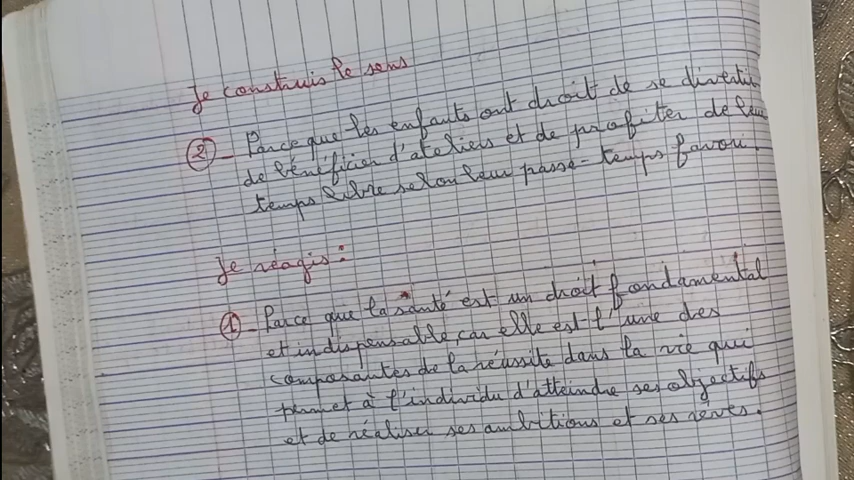 Je construis le sens
② - Parce que les enfants ont droit de se divertir
de bénéficier d'ateliers et de profiter de leur
temps libre selon leur passe-temps favori.
Je réagis :
① - Parce que la santé est un droit fondamental
et indispensable, car elle est l'une des
composantes de la réussite dans la vie qui
permet à l'individu d'atteindre ses objectifs
et de réaliser ses ambitions et ses rêves.